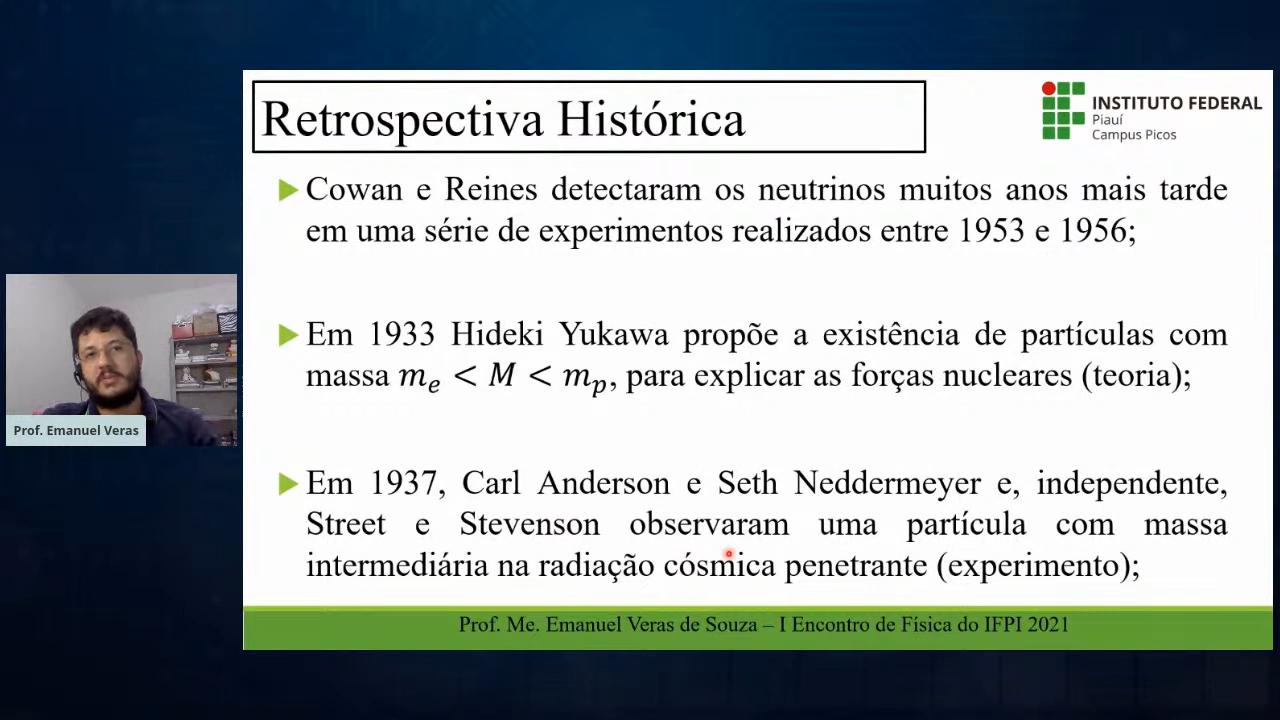 Retrospectiva Histórica
INSTITUTO FEDERAL
Piauí
Campus Picos
Cowan e Reines detectaram os neutrinos muitos anos mais tarde
em uma série de experimentos realizados entre 1953 e 1956;
Em 1933 Hideki Yukawa propõe a existência de partículas com
massa mₑ < M < mₚ, para explicar as forças nucleares (teoria);
Em 1937, Carl Anderson e Seth Neddermeyer e, independente,
Street e Stevenson observaram uma partícula com massa
intermediária na radiação cósmica penetrante (experimento);
Prof. Emanuel Veras
Prof. Me. Emanuel Veras de Souza – I Encontro de Física do IFPI 2021